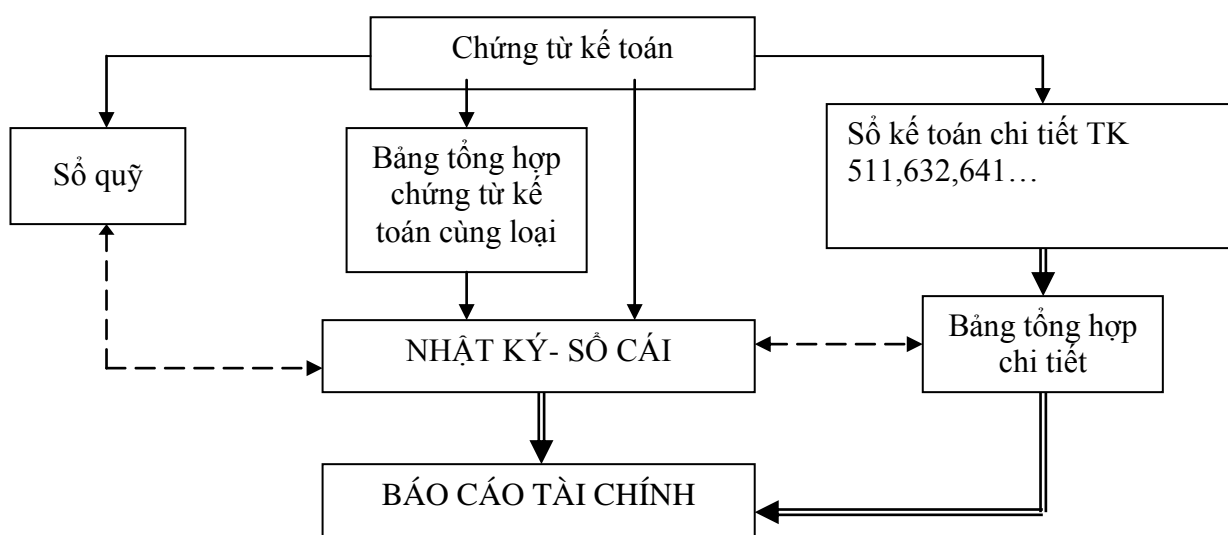 Chứng từ kế toán
Sổ quỹ
Bảng tổng hợp
chứng từ kế
toán cùng loại
Sổ kế toán chi tiết TK
511,632,641…
NHẬT KÝ- SỔ CÁI
Bảng tổng hợp
chi tiết
BÁO CÁO TÀI CHÍNH